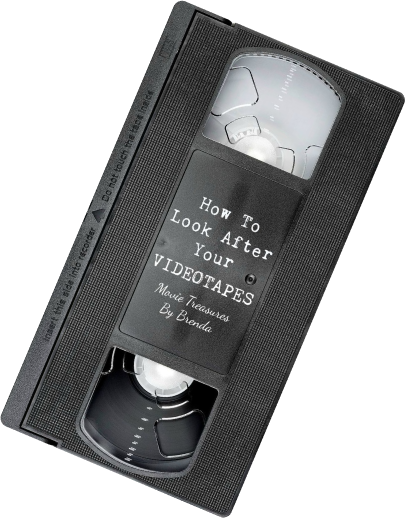 Insert this side into recorder ▲ Do not touch the tape inside
How To
Look After
Your
VIDEOTAPES
Movie Treasures
By Brenda